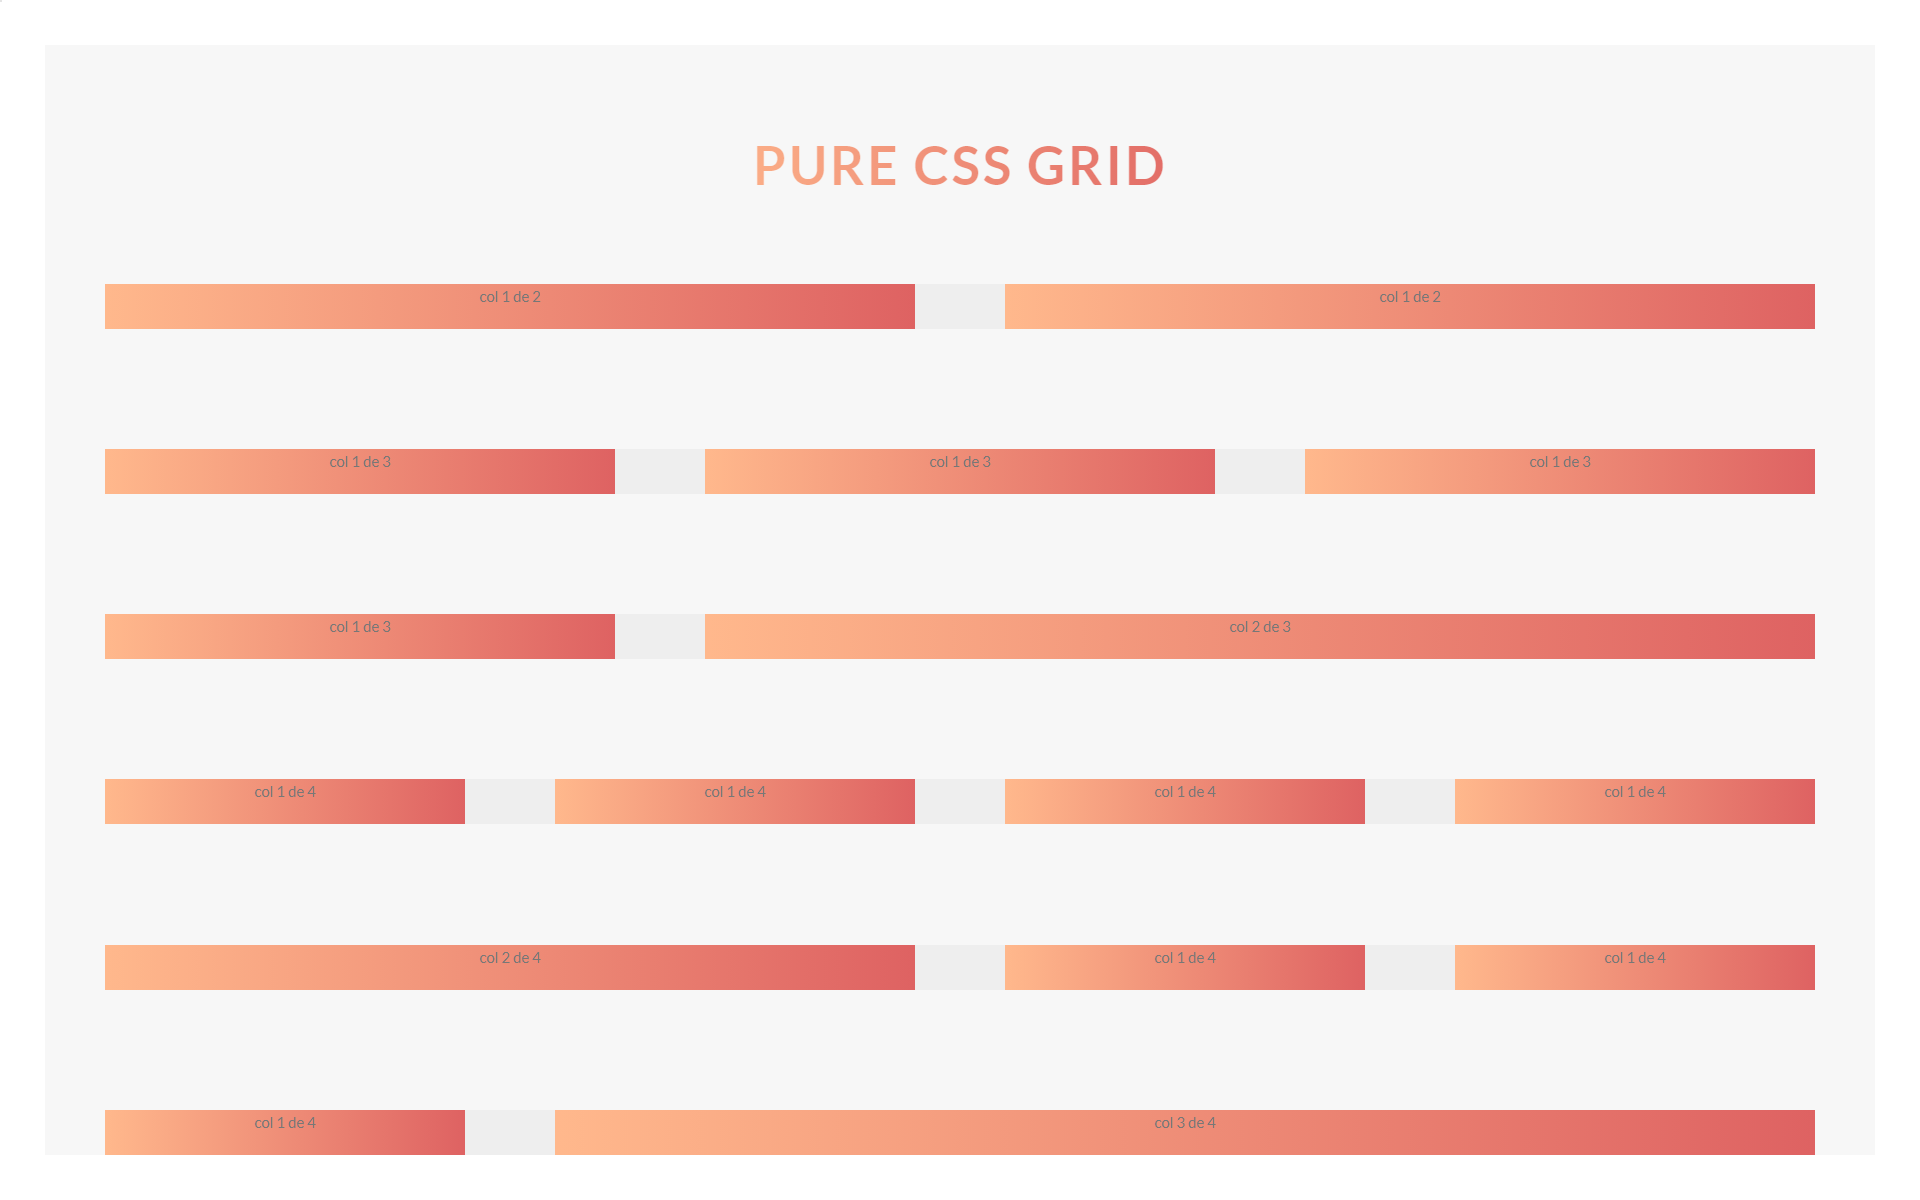 PURE CSS GRID
col 1 de 2 col 1 de 2
col 1 de 3 col 1 de 3 col 1 de 3
col 1 de 3 col 2 de 3
col 1 de 4 col 1 de 4 col 1 de 4 col 1 de 4
col 2 de 4 col 1 de 4 col 1 de 4
col 1 de 4 col 3 de 4